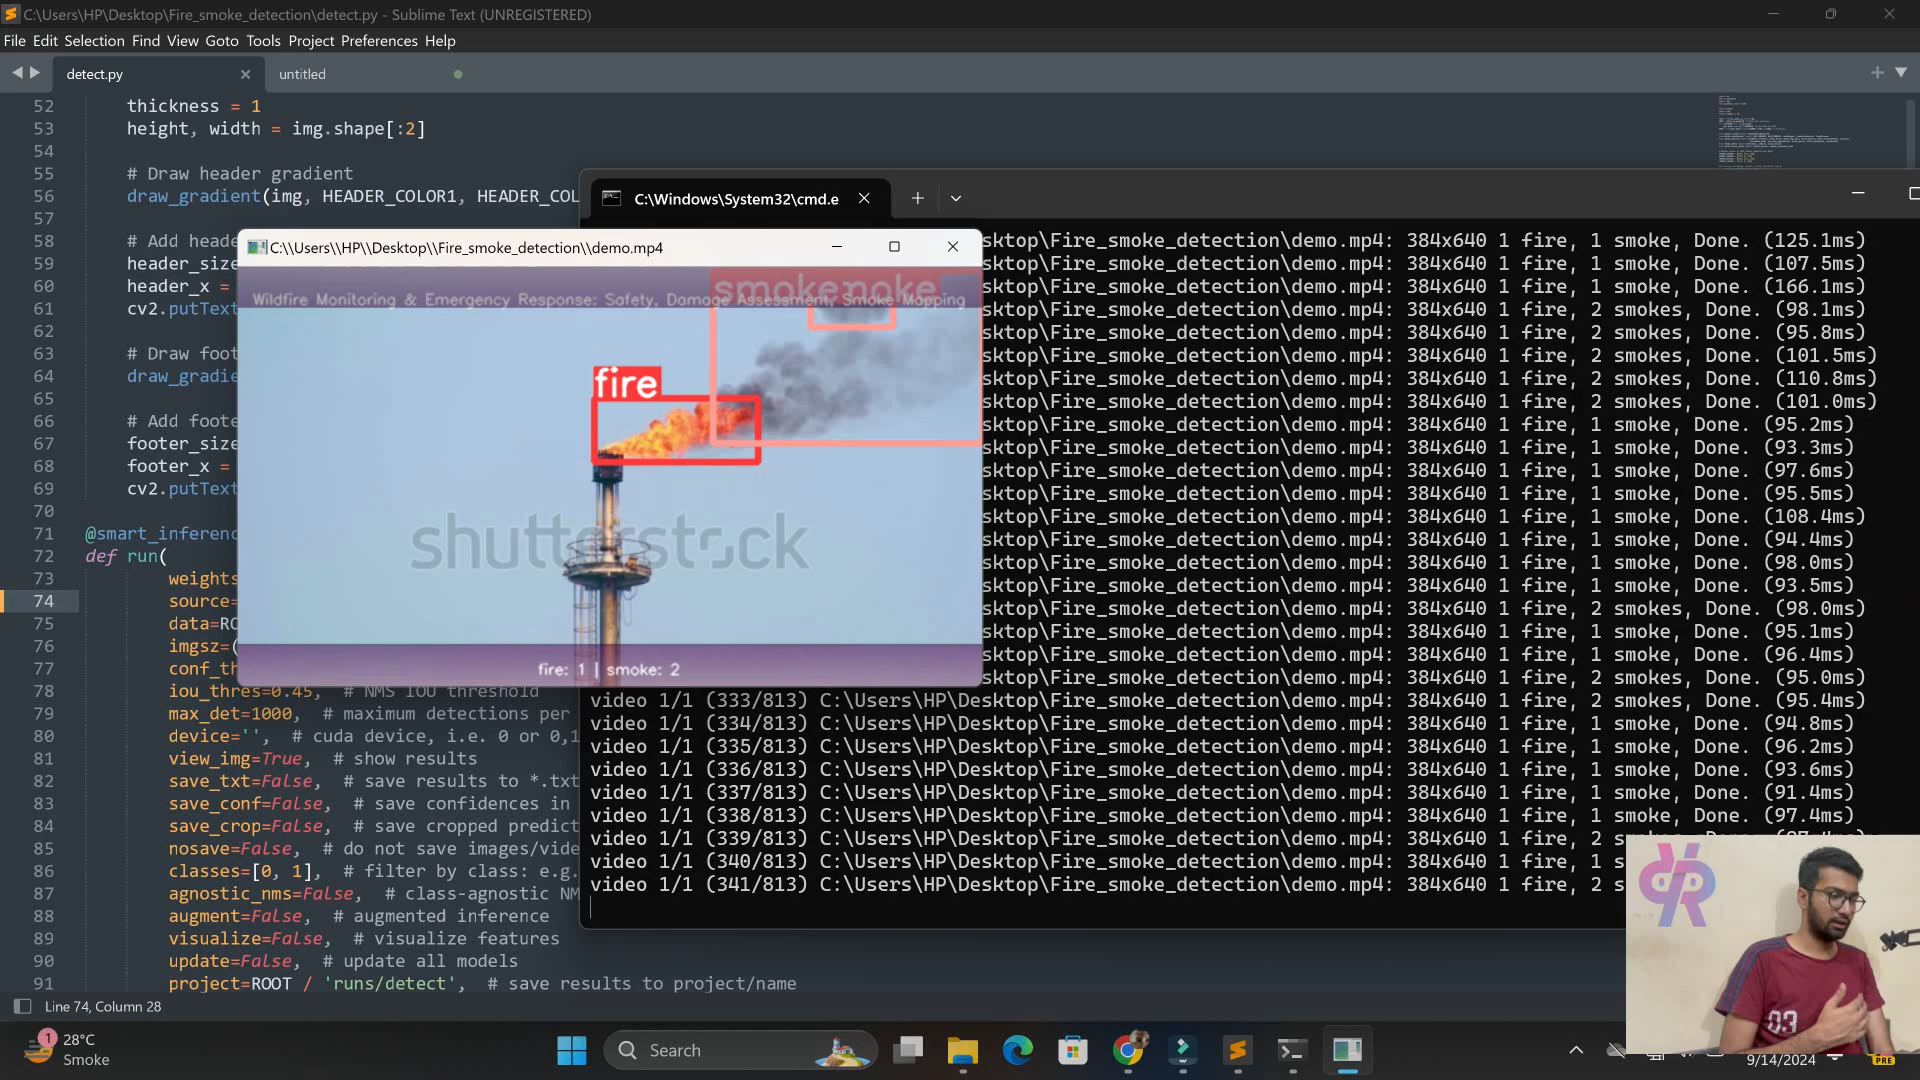 C:\Users\HP\Desktop\Fire_smoke_detection\detect.py - Sublime Text (UNREGISTERED)
File Edit Selection Find View Goto Tools Project Preferences Help
detect.py
untitled
52 thickness = 1
53 height, width = img.shape[:2]
54
55 # Draw header gradient
56 draw_gradient(img, HEADER_COLOR1, HEADER_COL
57
58 # Add heade
59 header_size
60 header_x =
61 cv2.putText
62
63 # Draw foot
64 draw_gradie
65
66 # Add foote
67 footer_size
68 footer_x =
69 cv2.putText
70
71 @smart_inferenc
72 def run(
73 weights
74 source=
75 data=RO
76 imgsz=(
77 conf_th
78 iou_thres=0.45, # NMS IOU threshold
79 max_det=1000, # maximum detections per
80 device='', # cuda device, i.e. 0 or 0,1
81 view_img=True, # show results
82 save_txt=False, # save results to *.txt
83 save_conf=False, # save confidences in
84 save_crop=False, # save cropped predict
85 nosave=False, # do not save images/vide
86 classes=[0, 1], # filter by class: e.g.
87 agnostic_nms=False, # class-agnostic NM
88 augment=False, # augmented inference
89 visualize=False, # visualize features
90 update=False, # update all models
91 project=ROOT / 'runs/detect', # save results to project/name
Line 74, Column 28
C:\\Users\\HP\\Desktop\\Fire_smoke_detection\\demo.mp4
Wildfire Monitoring & Emergency Response: Safety, Damage Assessment, Smoke Mapping
smoke
moke
fire
shutterstock
fire: 1 | smoke: 2
C:\Windows\System32\cmd.e
sktop\Fire_smoke_detection\demo.mp4: 384x640 1 fire, 1 smoke, Done. (125.1ms)
sktop\Fire_smoke_detection\demo.mp4: 384x640 1 fire, 1 smoke, Done. (107.5ms)
sktop\Fire_smoke_detection\demo.mp4: 384x640 1 fire, 1 smoke, Done. (166.1ms)
sktop\Fire_smoke_detection\demo.mp4: 384x640 1 fire, 2 smokes, Done. (98.1ms)
sktop\Fire_smoke_detection\demo.mp4: 384x640 1 fire, 2 smokes, Done. (95.8ms)
sktop\Fire_smoke_detection\demo.mp4: 384x640 1 fire, 2 smokes, Done. (101.5ms)
sktop\Fire_smoke_detection\demo.mp4: 384x640 1 fire, 2 smokes, Done. (110.8ms)
sktop\Fire_smoke_detection\demo.mp4: 384x640 1 fire, 2 smokes, Done. (101.0ms)
sktop\Fire_smoke_detection\demo.mp4: 384x640 1 fire, 1 smoke, Done. (95.2ms)
sktop\Fire_smoke_detection\demo.mp4: 384x640 1 fire, 1 smoke, Done. (93.3ms)
sktop\Fire_smoke_detection\demo.mp4: 384x640 1 fire, 1 smoke, Done. (97.6ms)
sktop\Fire_smoke_detection\demo.mp4: 384x640 1 fire, 1 smoke, Done. (95.5ms)
sktop\Fire_smoke_detection\demo.mp4: 384x640 1 fire, 1 smoke, Done. (108.4ms)
sktop\Fire_smoke_detection\demo.mp4: 384x640 1 fire, 1 smoke, Done. (94.4ms)
sktop\Fire_smoke_detection\demo.mp4: 384x640 1 fire, 1 smoke, Done. (98.0ms)
sktop\Fire_smoke_detection\demo.mp4: 384x640 1 fire, 1 smoke, Done. (93.5ms)
sktop\Fire_smoke_detection\demo.mp4: 384x640 1 fire, 2 smokes, Done. (98.0ms)
sktop\Fire_smoke_detection\demo.mp4: 384x640 1 fire, 1 smoke, Done. (95.1ms)
sktop\Fire_smoke_detection\demo.mp4: 384x640 1 fire, 1 smoke, Done. (96.4ms)
sktop\Fire_smoke_detection\demo.mp4: 384x640 1 fire, 2 smokes, Done. (95.0ms)
video 1/1 (333/813) C:\Users\HP\Desktop\Fire_smoke_detection\demo.mp4: 384x640 1 fire, 2 smokes, Done. (95.4ms)
video 1/1 (334/813) C:\Users\HP\Desktop\Fire_smoke_detection\demo.mp4: 384x640 1 fire, 1 smoke, Done. (94.8ms)
video 1/1 (335/813) C:\Users\HP\Desktop\Fire_smoke_detection\demo.mp4: 384x640 1 fire, 1 smoke, Done. (96.2ms)
video 1/1 (336/813) C:\Users\HP\Desktop\Fire_smoke_detection\demo.mp4: 384x640 1 fire, 1 smoke, Done. (93.6ms)
video 1/1 (337/813) C:\Users\HP\Desktop\Fire_smoke_detection\demo.mp4: 384x640 1 fire, 1 smoke, Done. (91.4ms)
video 1/1 (338/813) C:\Users\HP\Desktop\Fire_smoke_detection\demo.mp4: 384x640 1 fire, 1 smoke, Done. (97.4ms)
video 1/1 (339/813) C:\Users\HP\Desktop\Fire_smoke_detection\demo.mp4: 384x640 1 fire, 2
video 1/1 (340/813) C:\Users\HP\Desktop\Fire_smoke_detection\demo.mp4: 384x640 1 fire, 1 s
video 1/1 (341/813) C:\Users\HP\Desktop\Fire_smoke_detection\demo.mp4: 384x640 1 fire, 2 s
03
1
28°C
Smoke
Search
9/14/2024
PRE